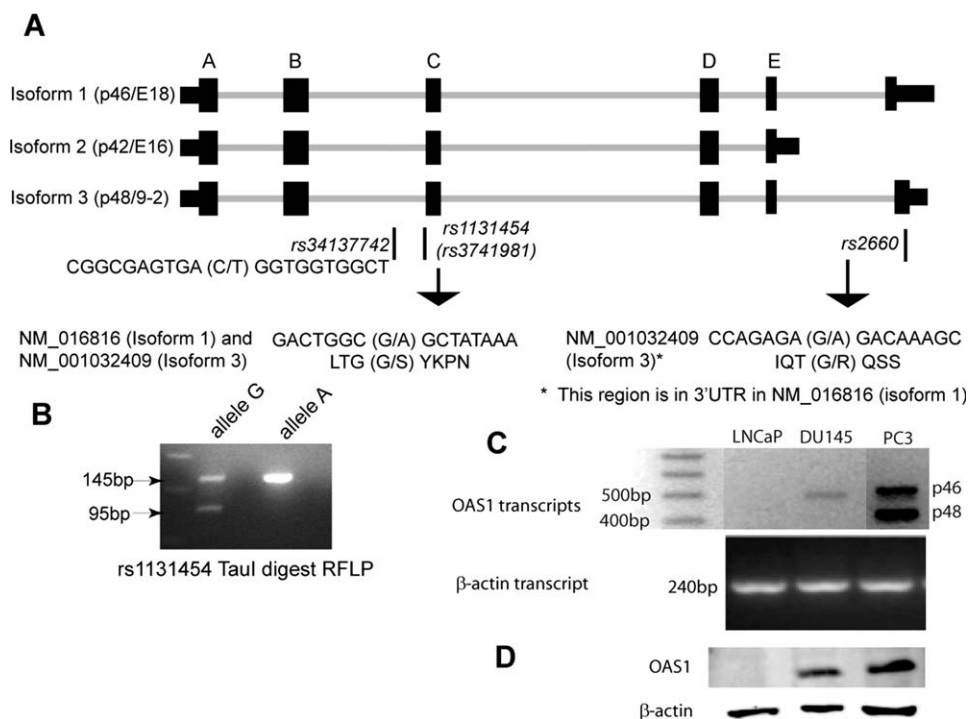 A
A B C D E
Isoform 1 (p46/E18)
Isoform 2 (p42/E16)
Isoform 3 (p48/9-2)
rs34137742
rs1131454
(rs3741981)
rs2660
CGGCGAGTGA (C/T) GGTGGTGGCT
NM_016816 (Isoform 1) and
NM_001032409 (Isoform 3)
GACTGGC (G/A) GCTATAAA
LTG (G/S) YKPN
NM_001032409
(Isoform 3)*
CCAGAGA (G/A) GACAAAGC
IQT (G/R) QSS
* This region is in 3'UTR in NM_016816 (isoform 1)
B
allele G
allele A
145bp
95bp
rs1131454 TauI digest RFLP
C
LNCaP DU145 PC3
OAS1 transcripts
500bp
400bp
p46
p48
β-actin transcript
240bp
D
OAS1
β-actin